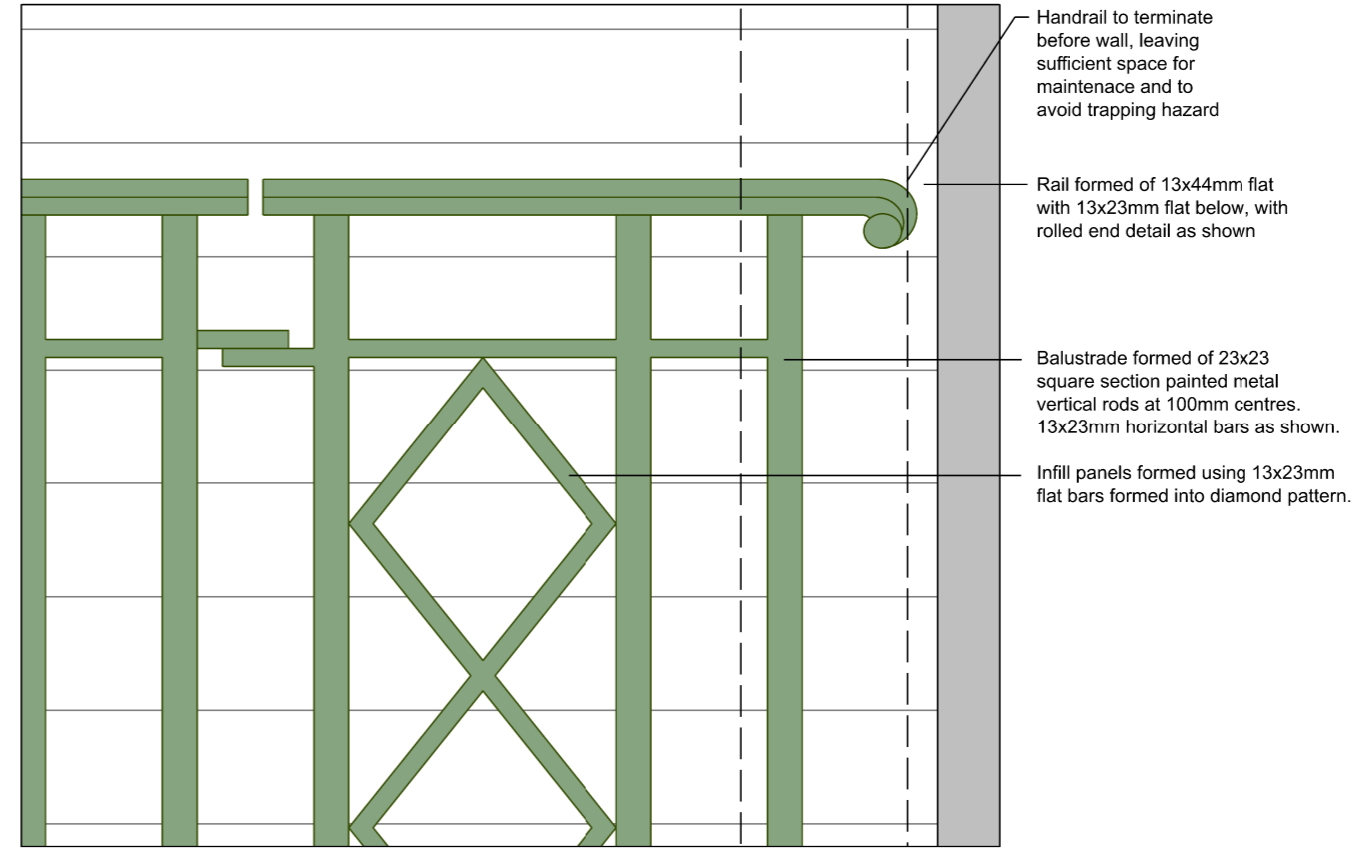 Handrail to terminate
before wall, leaving
sufficient space for
maintenace and to
avoid trapping hazard
Rail formed of 13x44mm flat
with 13x23mm flat below, with
rolled end detail as shown
Balustrade formed of 23x23
square section painted metal
vertical rods at 100mm centres.
13x23mm horizontal bars as shown.
Infill panels formed using 13x23mm
flat bars formed into diamond pattern.